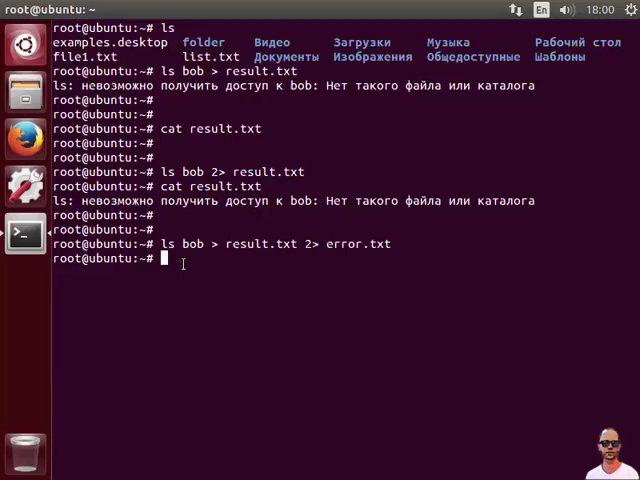 root@ubuntu: ~
En
18:00
root@ubuntu:~# ls
examples.desktop folder Видео Загрузки Музыка Рабочий стол
file1.txt list.txt Документы Изображения Общедоступные Шаблоны
root@ubuntu:~# ls bob > result.txt
ls: невозможно получить доступ к bob: Нет такого файла или каталога
root@ubuntu:~#
root@ubuntu:~#
root@ubuntu:~# cat result.txt
root@ubuntu:~#
root@ubuntu:~#
root@ubuntu:~# ls bob 2> result.txt
root@ubuntu:~# cat result.txt
ls: невозможно получить доступ к bob: Нет такого файла или каталога
root@ubuntu:~#
root@ubuntu:~#
root@ubuntu:~# ls bob > result.txt 2> error.txt
root@ubuntu:~#